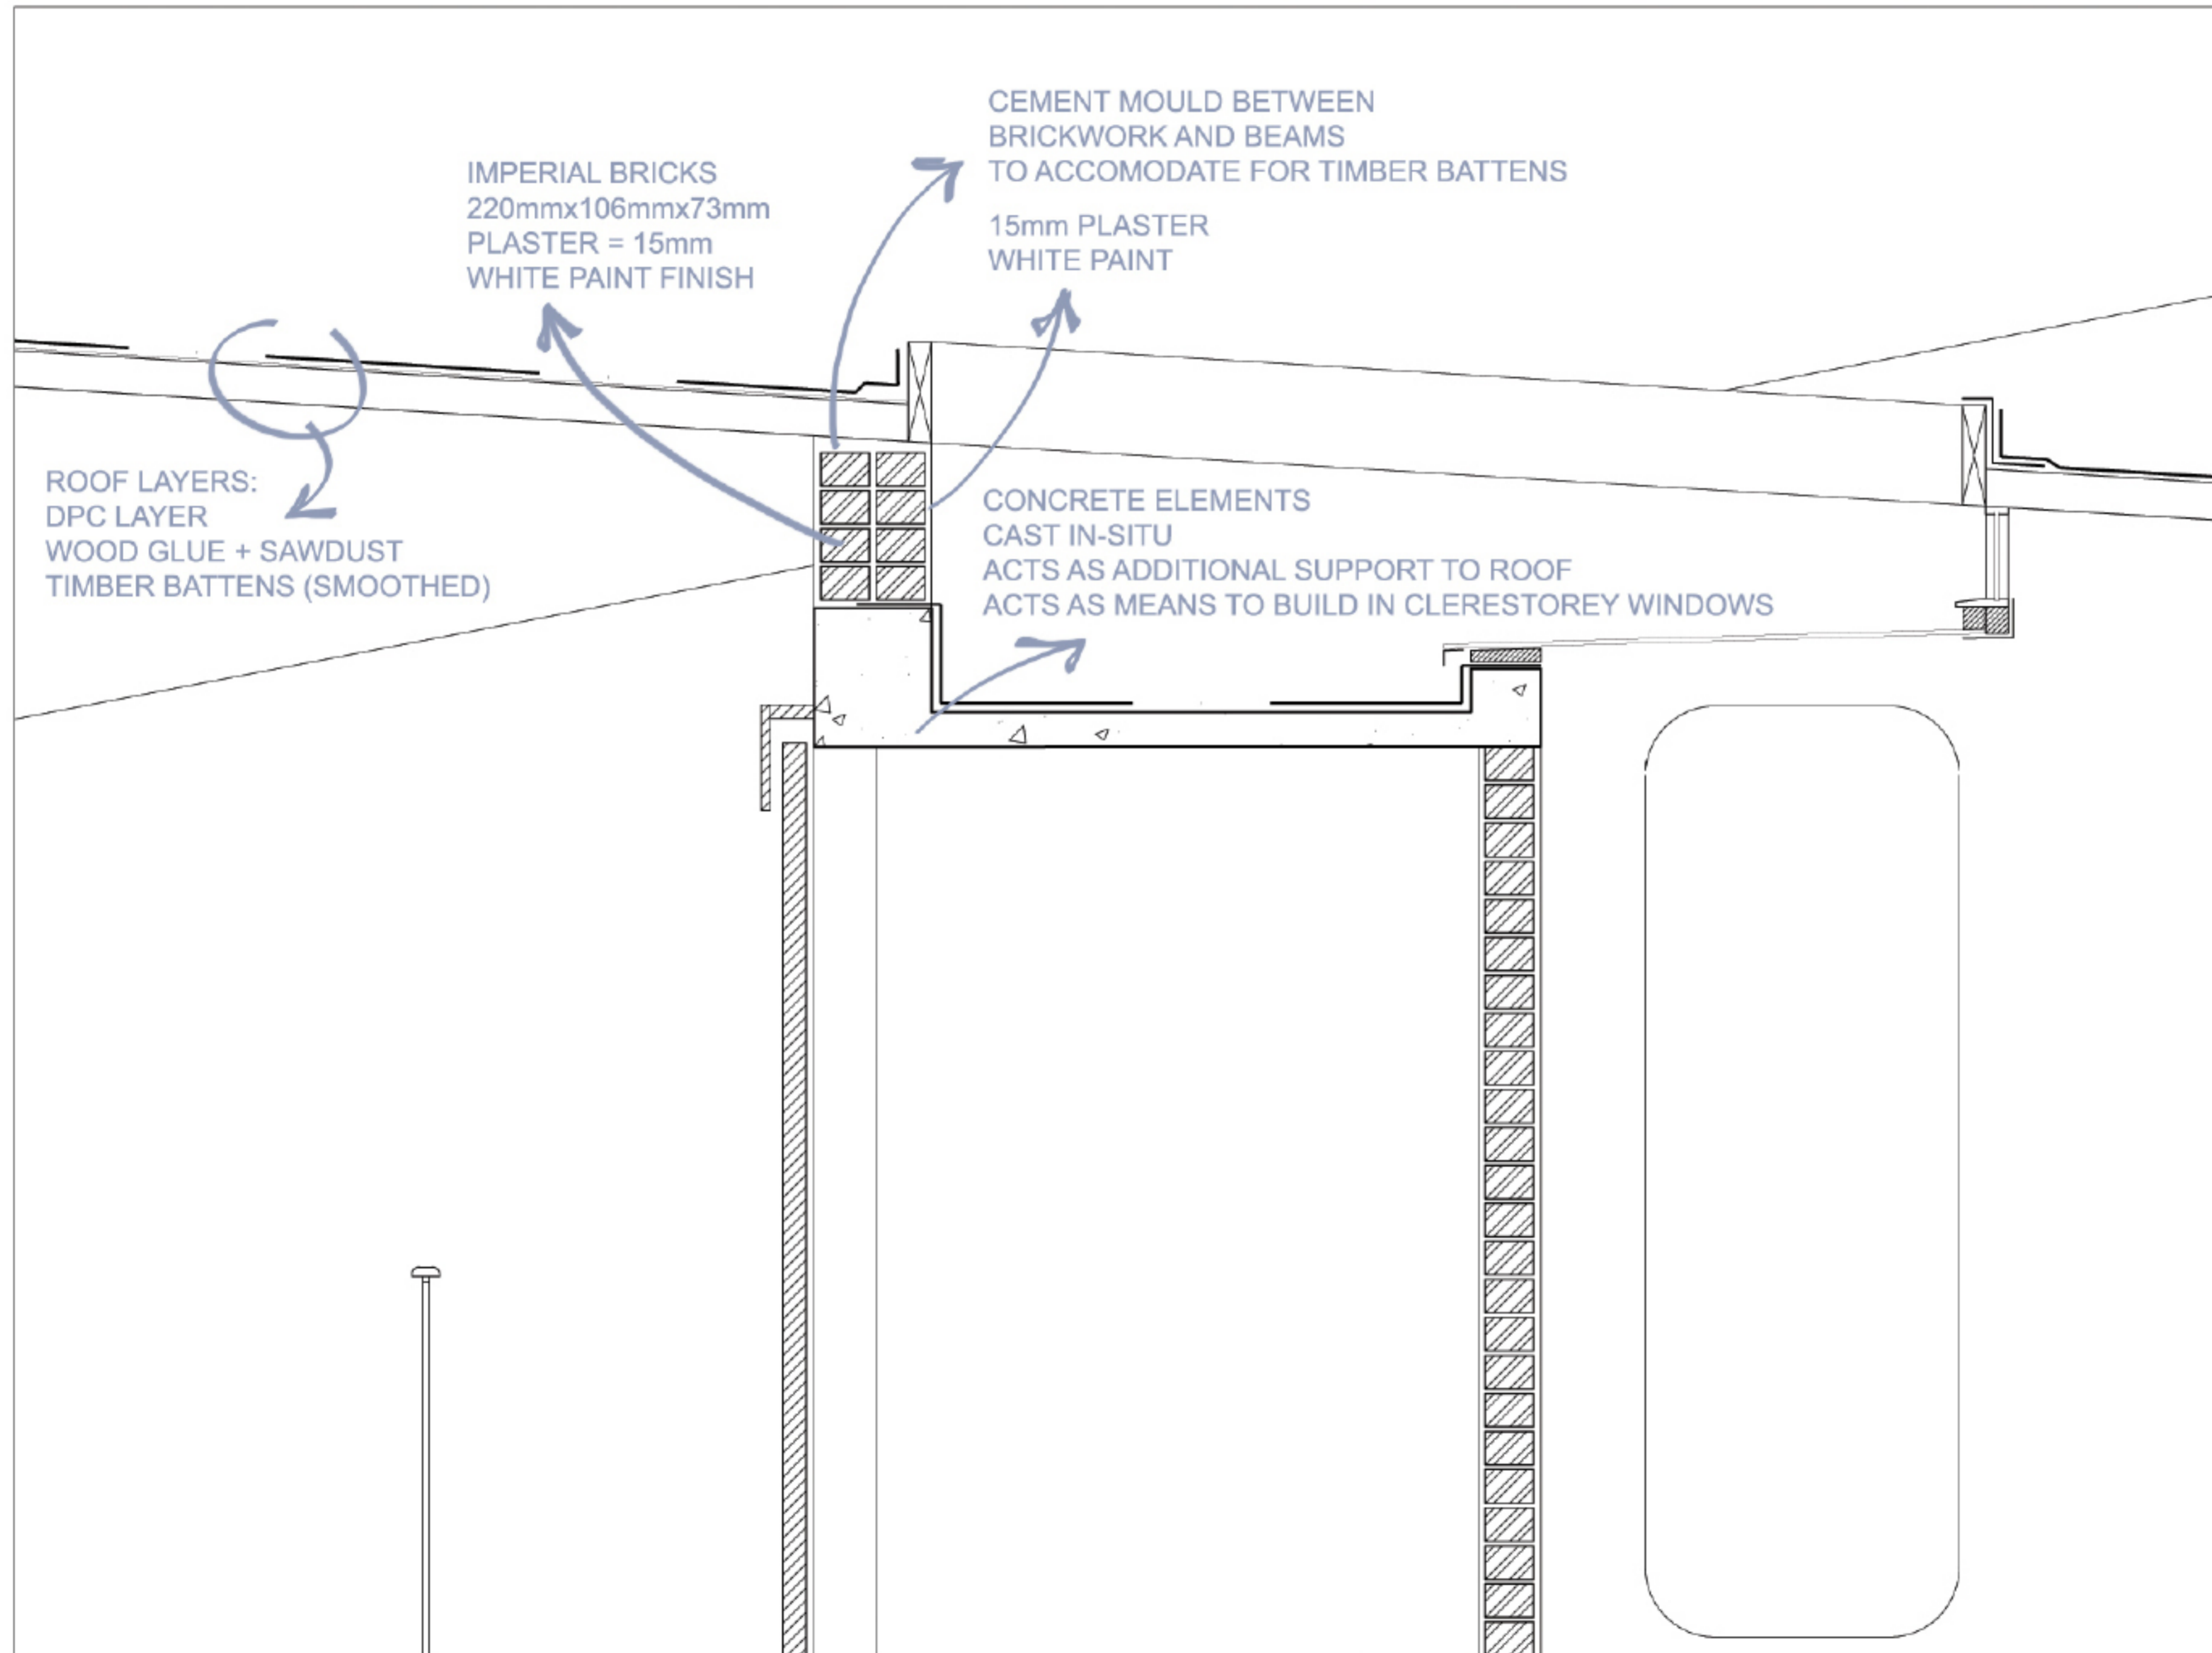 CEMENT MOULD BETWEEN
BRICKWORK AND BEAMS
TO ACCOMODATE FOR TIMBER BATTENS
15mm PLASTER
WHITE PAINT
IMPERIAL BRICKS
220mmx106mmx73mm
PLASTER = 15mm
WHITE PAINT FINISH
ROOF LAYERS:
DPC LAYER
WOOD GLUE + SAWDUST
TIMBER BATTENS (SMOOTHED)
CONCRETE ELEMENTS
CAST IN-SITU
ACTS AS ADDITIONAL SUPPORT TO ROOF
ACTS AS MEANS TO BUILD IN CLERESTOREY WINDOWS